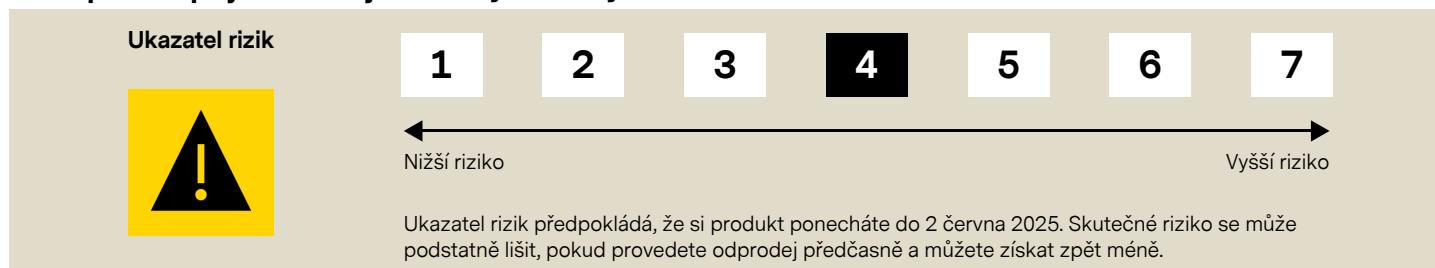 Ukazatel rizik
1 2 3 4 5 6 7
Nižší riziko Vyšší riziko
Ukazatel rizik předpokládá, že si produkt ponecháte do 2 června 2025. Skutečné riziko se může
podstatně lišit, pokud provedete odprodej předčasně a můžete získat zpět méně.